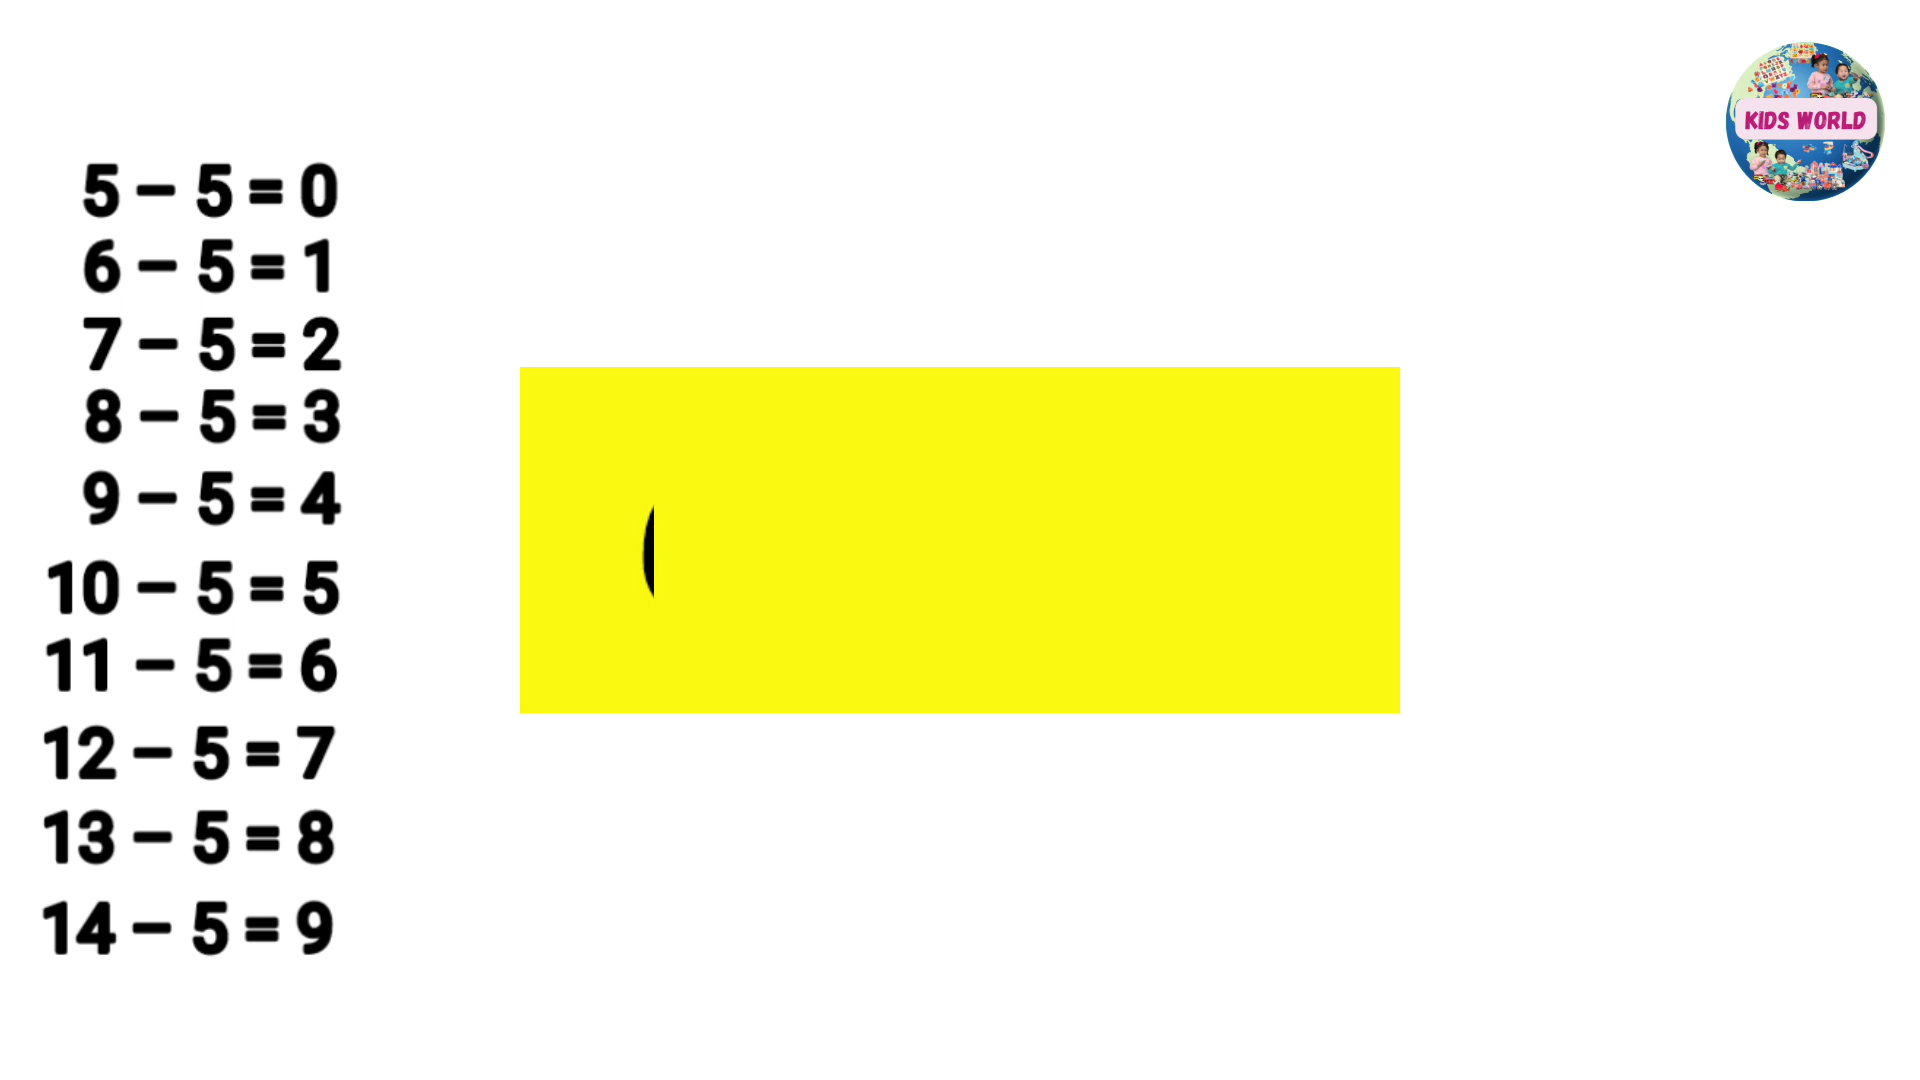 KIDS WORLD
5 – 5 = 0
6 – 5 = 1
7 – 5 = 2
8 – 5 = 3
9 – 5 = 4
10 – 5 = 5
11 – 5 = 6
12 – 5 = 7
13 – 5 = 8
14 – 5 = 9